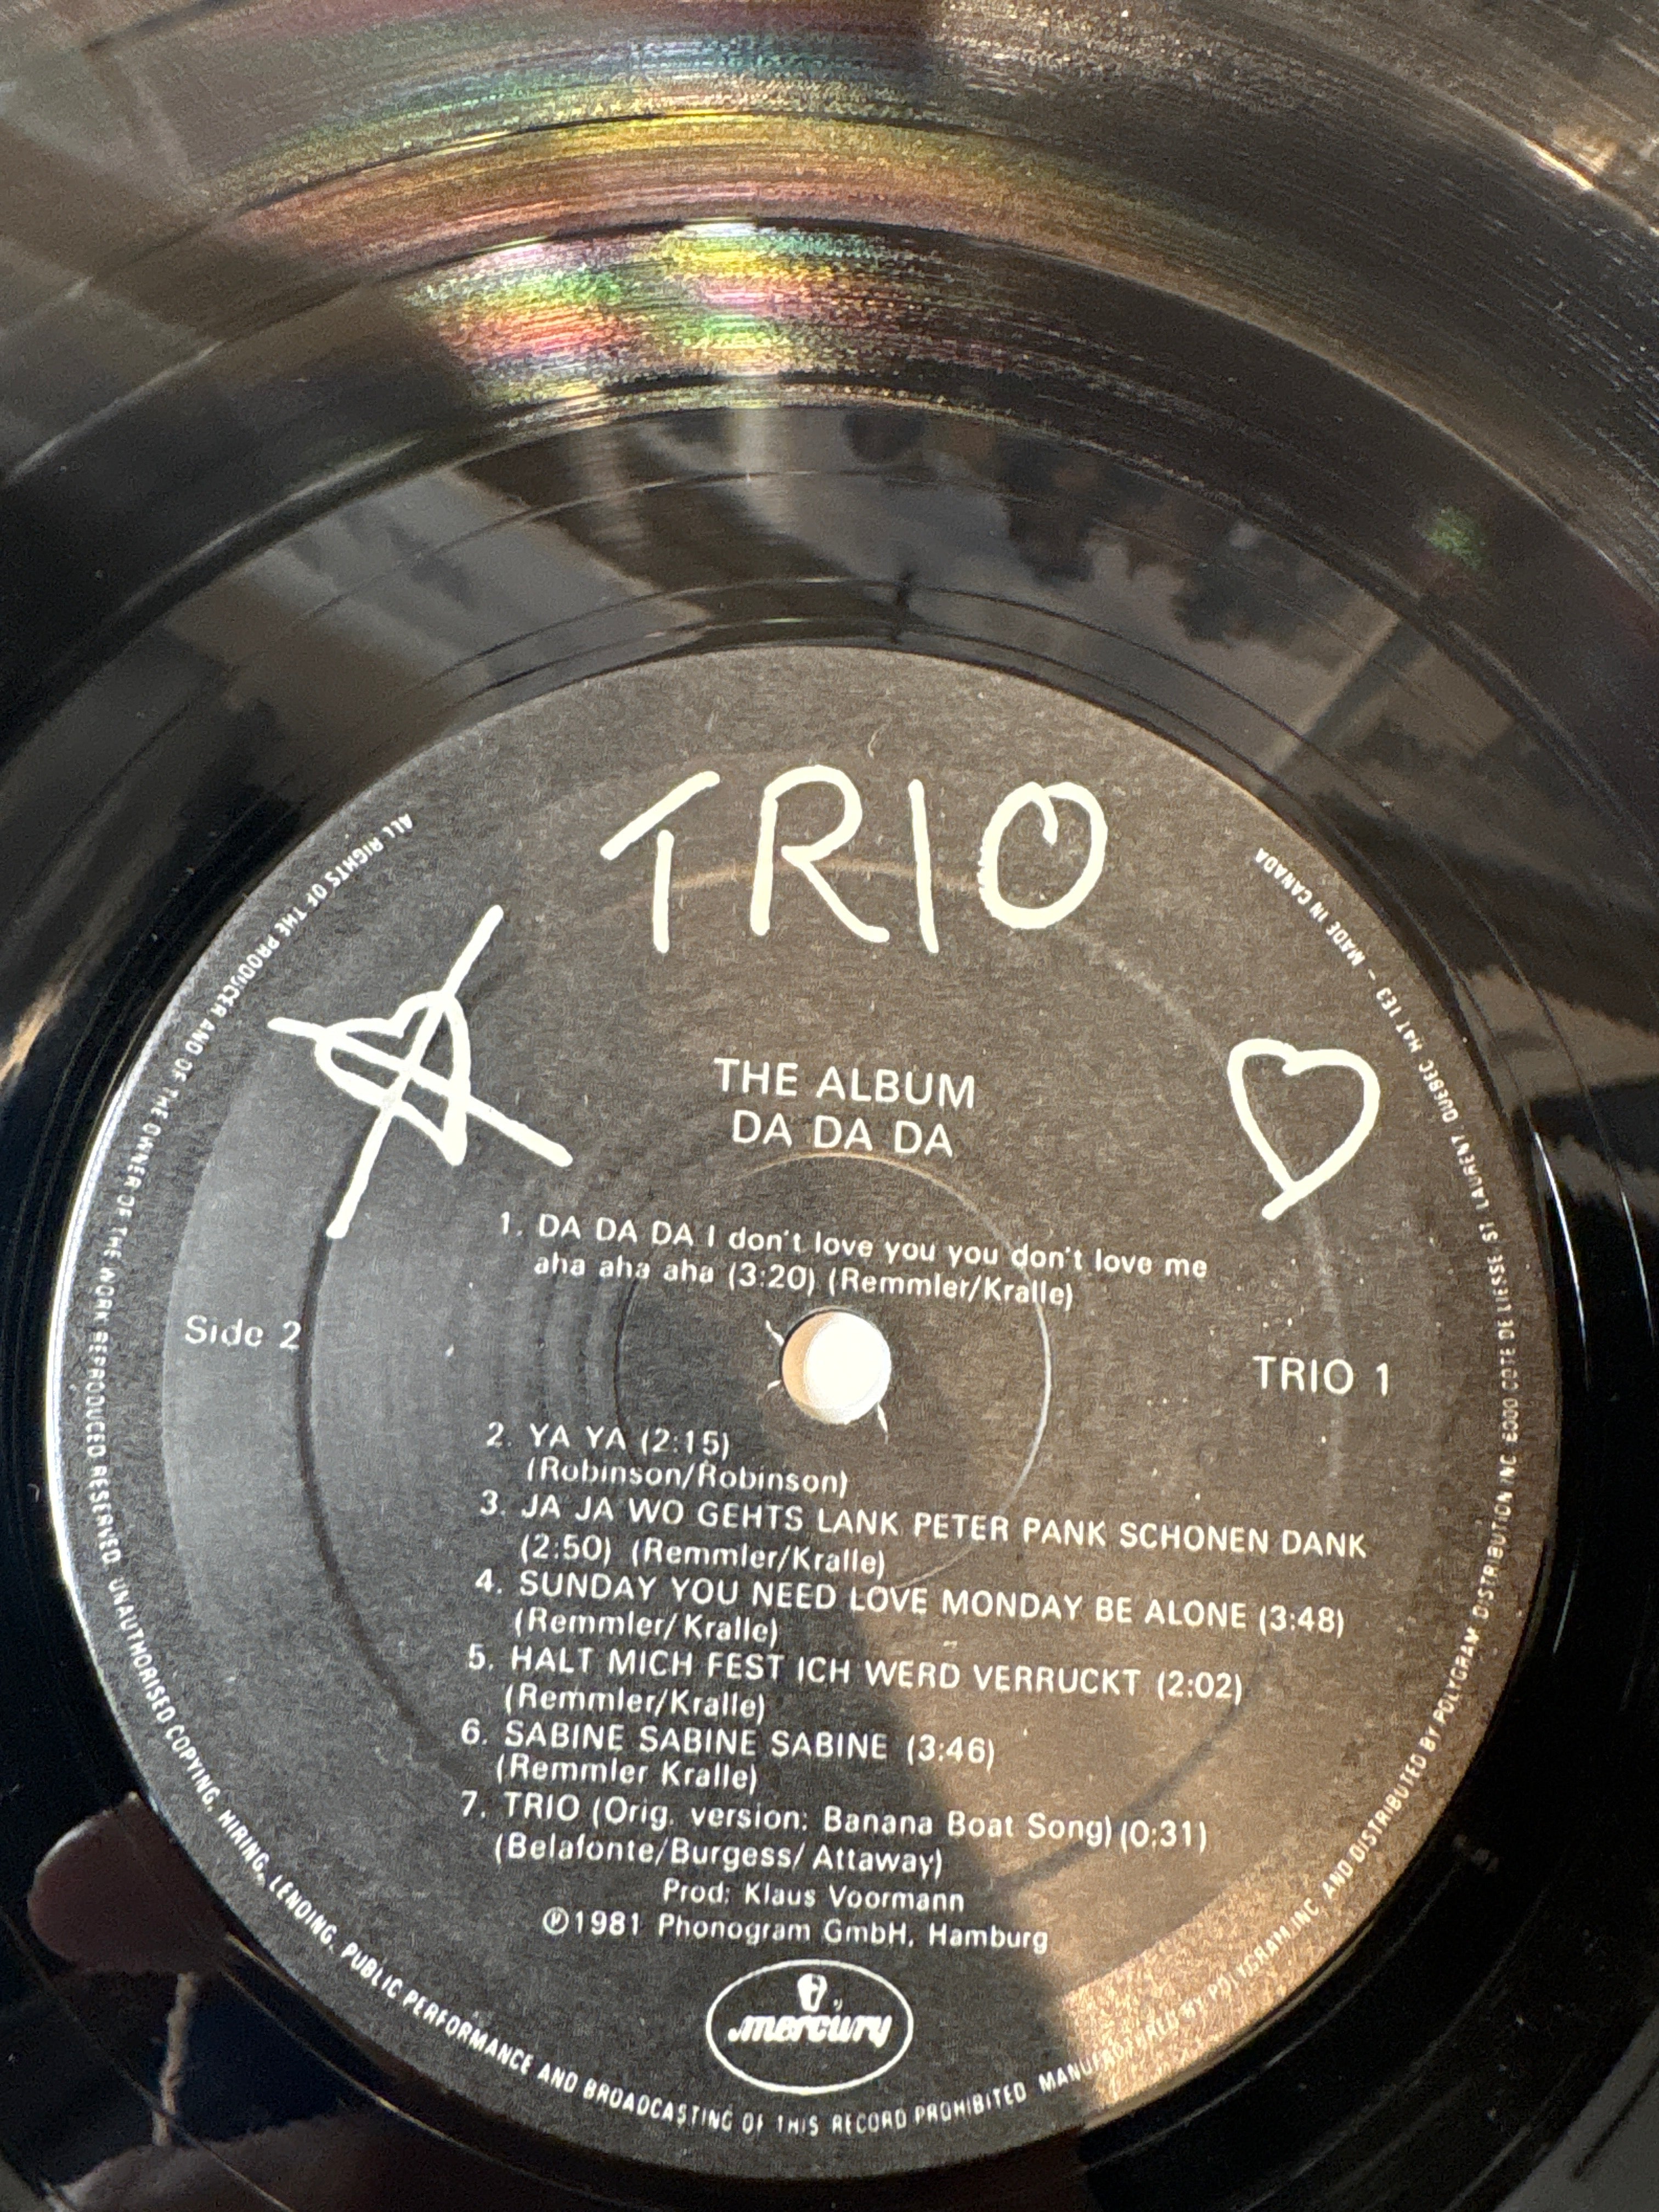 TRIO
THE ALBUM
DA DA DA
1. DA DA DA I don't love you you don't love me
aha aha aha (3:20) (Remmler/Kralle)
Side 2
TRIO 1
2. YA YA (2:15)
(Robinson/Robinson)
3. JA JA WO GEHTS LANK PETER PANK SCHONEN DANK
(2:50) (Remmler/Kralle)
4. SUNDAY YOU NEED LOVE MONDAY BE ALONE (3:48)
(Remmler/Kralle)
5. HALT MICH FEST ICH WERD VERRUCKT (2:02)
(Remmler/Kralle)
6. SABINE SABINE SABINE (3:46)
(Remmler Kralle)
7. TRIO (Orig. version: Banana Boat Song) (0:31)
(Belafonte/Burgess/Attaway)
Prod: Klaus Voormann
℗1981 Phonogram GmbH, Hamburg
mercury
ALL RIGHTS OF THE PRODUCER AND OF THE OWNER OF THE WORK REPRODUCED RESERVED. UNAUTHORISED COPYING, HIRING, LENDING, PUBLIC PERFORMANCE AND BROADCASTING OF THIS RECORD PROHIBITED MANUFACTURED BY POLYGRAM INC. AND DISTRIBUTED BY POLYGRAM DISTRIBUTION INC 6000 COTE DE LIESSE ST LAURENT QUEBEC H4T 1E3 – MADE IN CANADA